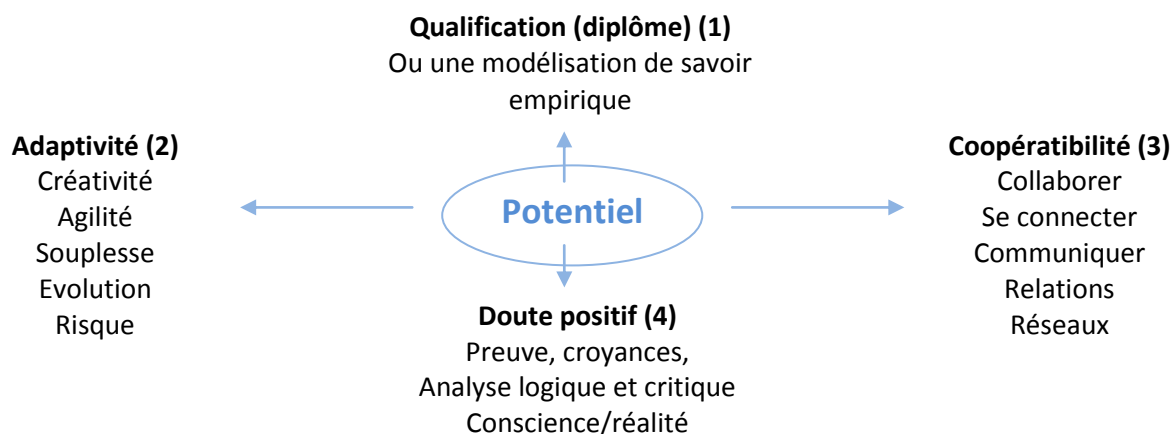 Qualification (diplôme) (1)
Ou une modélisation de savoir
empirique
Adaptivité (2)
Créativité
Agilité
Souplesse
Evolution
Risque
Potentiel
Coopératibilité (3)
Collaborer
Se connecter
Communiquer
Relations
Réseaux
Doute positif (4)
Preuve, croyances,
Analyse logique et critique
Conscience/réalité